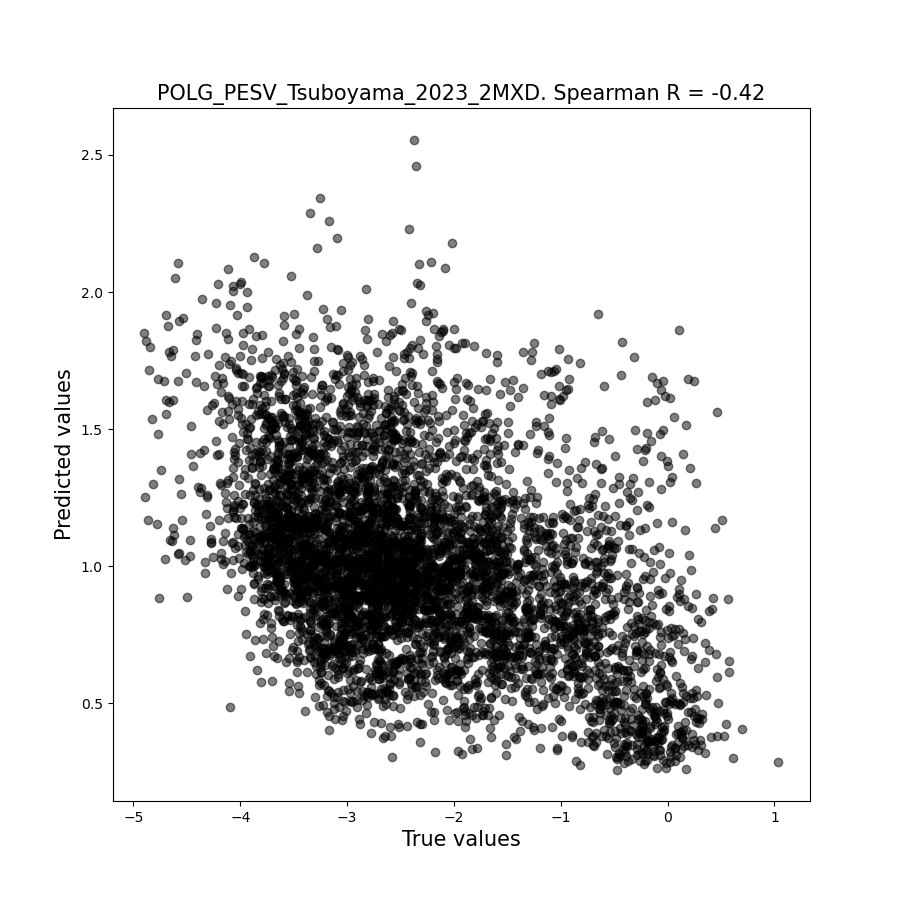 POLG_PESV_Tsuboyama_2023_2MXD. Spearman R = -0.42
Predicted values
2.5
2.0
1.5
1.0
0.5
−5 −4 −3 −2 −1 0 1
True values